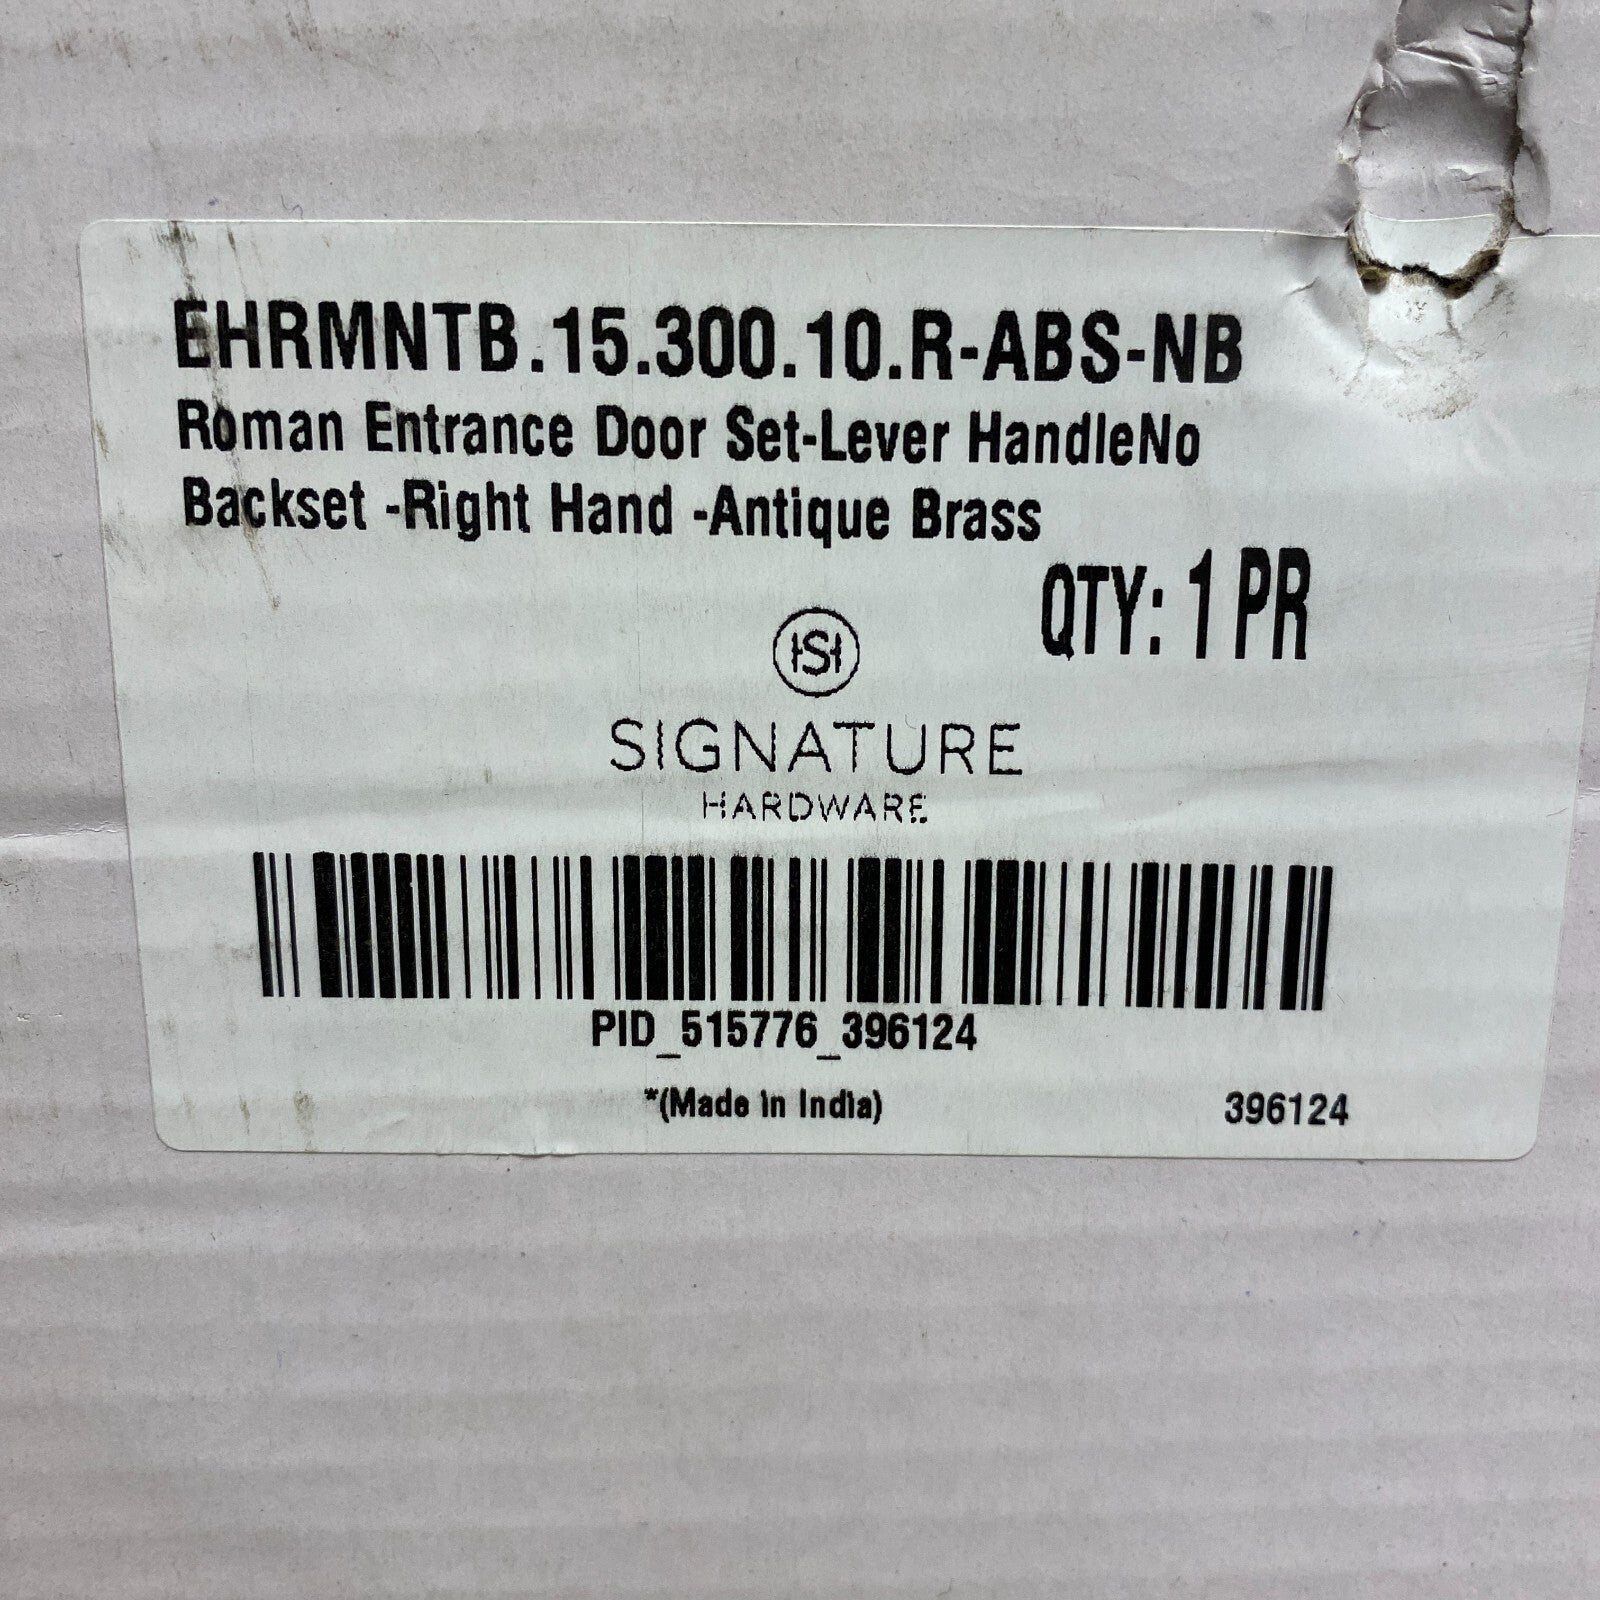 EHRMNTB.15.300.10.R-ABS-NB
Roman Entrance Door Set-Lever HandleNo
Backset -Right Hand -Antique Brass
QTY: 1 PR
HSH
SIGNATURE
HARDWARE
PID_515776_396124
*(Made in India)
396124